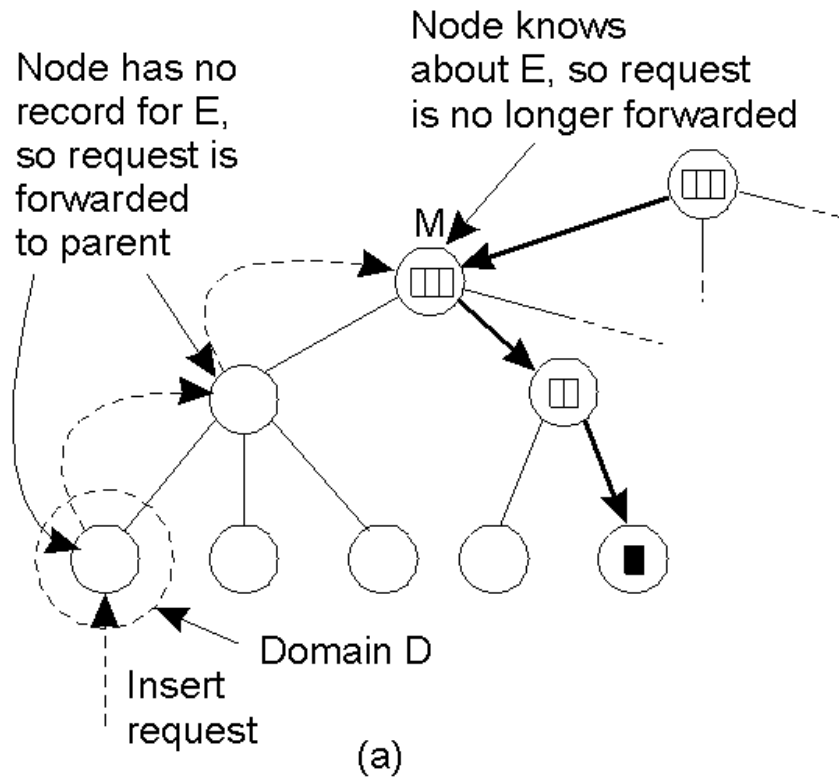 Node has no
record for E,
so request is
forwarded
to parent
Node knows
about E, so request
is no longer forwarded
M
Domain D
Insert
request
(a)